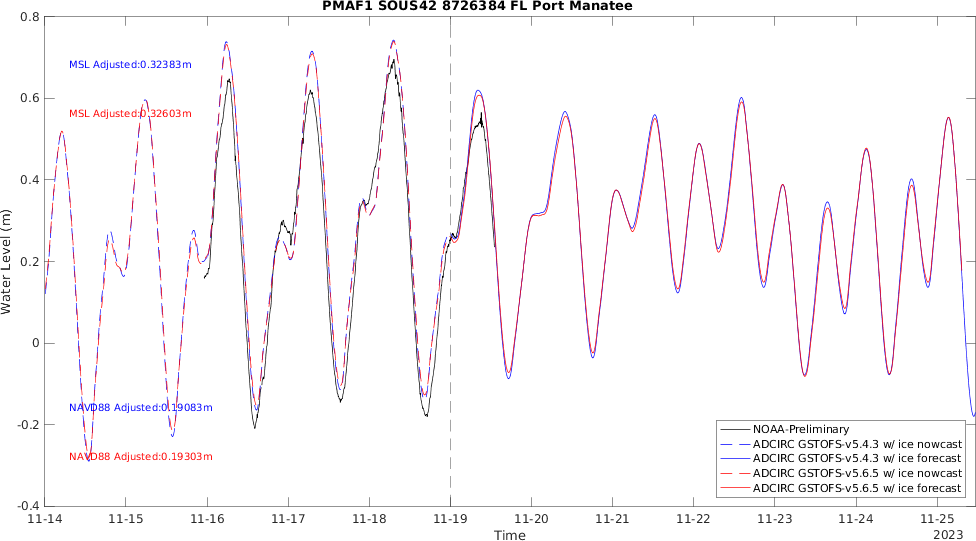 PMAF1 SOUS42 8726384 FL Port Manatee
0.8
0.6
0.4
0.2
0
-0.2
-0.4
Water Level (m)
MSL Adjusted:0.32383m
MSL Adjusted:0.32603m
NAVD88 Adjusted:0.19083m
NAVD88 Adjusted:0.19303m
NOAA-Preliminary
ADCIRC GSTOFS-v5.4.3 w/ ice nowcast
ADCIRC GSTOFS-v5.4.3 w/ ice forecast
ADCIRC GSTOFS-v5.6.5 w/ ice nowcast
ADCIRC GSTOFS-v5.6.5 w/ ice forecast
11-14 11-15 11-16 11-17 11-18 11-19 11-20 11-21 11-22 11-23 11-24 11-25
Time
2023